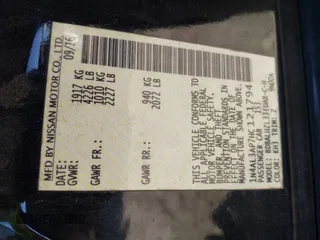 MFD BY NISSAN MOTOR CO., LTD
DATE: 09/16
GVWR: 1917 KG
4226 LB
GAWR FR: 1010 KG
2227 LB
GAWR RR: 940 KG
2072 LB
THIS VEHICLE CONFORMS TO
ALL APPLICABLE FEDERAL
MOTOR VEHICLE SAFETY,
BUMPER, AND THEFT
PREVENTION STANDARDS IN
EFFECT ON THE DATE OF
MANUFACTURE SHOWN ABOVE.
PASSENGER CAR
MODEL:
COLOR: KH3 TRIM: Z